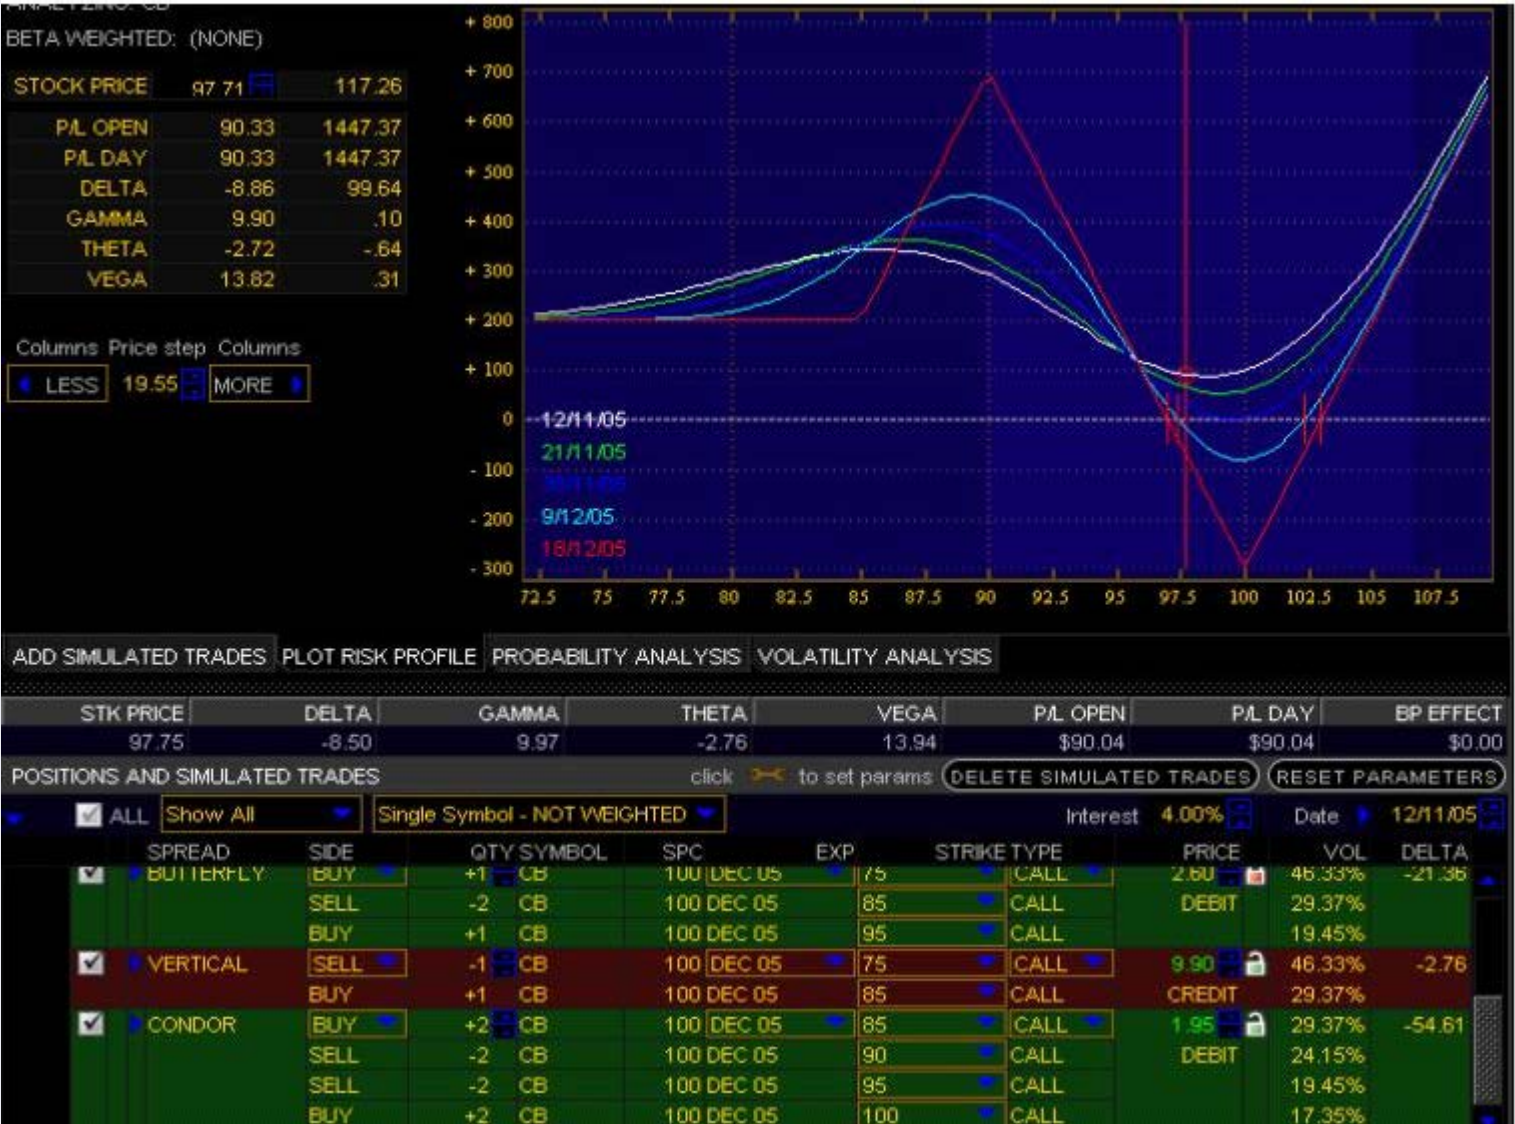 ANALYZING: CB
BETA WEIGHTED: (NONE)
STOCK PRICE 97.71 117.26
P/L OPEN 90.33 1447.37
P/L DAY 90.33 1447.37
DELTA -8.86 99.64
GAMMA 9.90 .10
THETA -2.72 -.64
VEGA 13.82 .31
Columns Price step Columns
LESS 19.55 MORE
+ 800
+ 700
+ 600
+ 500
+ 400
+ 300
+ 200
+ 100
0
- 100
- 200
- 300
12/11/05
21/11/05
30/11/05
9/12/05
18/12/05
72.5 75 77.5 80 82.5 85 87.5 90 92.5 95 97.5 100 102.5 105 107.5
ADD SIMULATED TRADES PLOT RISK PROFILE PROBABILITY ANALYSIS VOLATILITY ANALYSIS
STK PRICE DELTA GAMMA THETA VEGA P/L OPEN P/L DAY BP EFFECT
97.75 -8.50 9.97 -2.76 13.94 $90.04 $90.04 $0.00
POSITIONS AND SIMULATED TRADES click to set params DELETE SIMULATED TRADES RESET PARAMETERS
ALL Show All Single Symbol - NOT WEIGHTED Interest 4.00% Date 12/11/05
SPREAD SIDE QTY SYMBOL SPC EXP STRIKE TYPE PRICE VOL DELTA
BUTTERFLY BUY +1 CB 100 DEC 05 75 CALL 2.60 46.33% -21.36
SELL -2 CB 100 DEC 05 85 CALL DEBIT 29.37%
BUY +1 CB 100 DEC 05 95 CALL 19.45%
VERTICAL SELL -1 CB 100 DEC 05 75 CALL 9.90 46.33% -2.76
BUY +1 CB 100 DEC 05 85 CALL CREDIT 29.37%
CONDOR BUY +2 CB 100 DEC 05 85 CALL 1.95 29.37% -54.61
SELL -2 CB 100 DEC 05 90 CALL DEBIT 24.15%
SELL -2 CB 100 DEC 05 95 CALL 19.45%
BUY +2 CB 100 DEC 05 100 CALL 17.35%